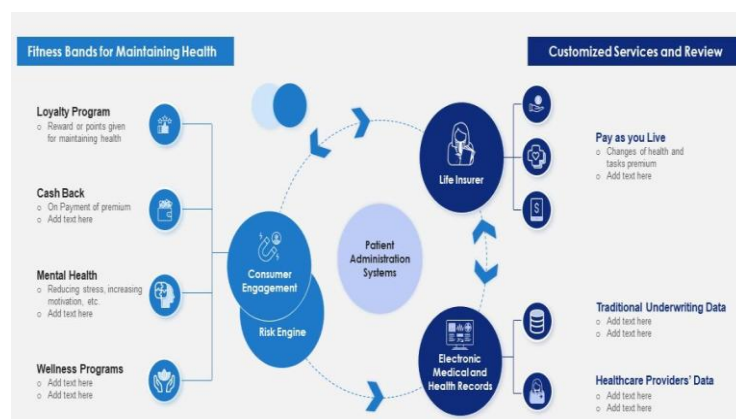 Fitness Bands for Maintaining Health
Customized Services and Review
Loyalty Program
Reward or points given
for maintaining health
Cash Back
On Payment of premium
Add text here
Mental Health
Reducing stress, increasing
motivation, etc.
Add text here
Wellness Programs
Add text here
Add text here
Consumer
Engagement
Risk Engine
Patient
Administration
Systems
Life Insurer
Electronic
Medical and
Health Records
Pay as you Live
Changes of health and
tasks premium
Add text here
Traditional Underwriting Data
Add text here
Add text here
Healthcare Providers' Data
Add text here
Add text here